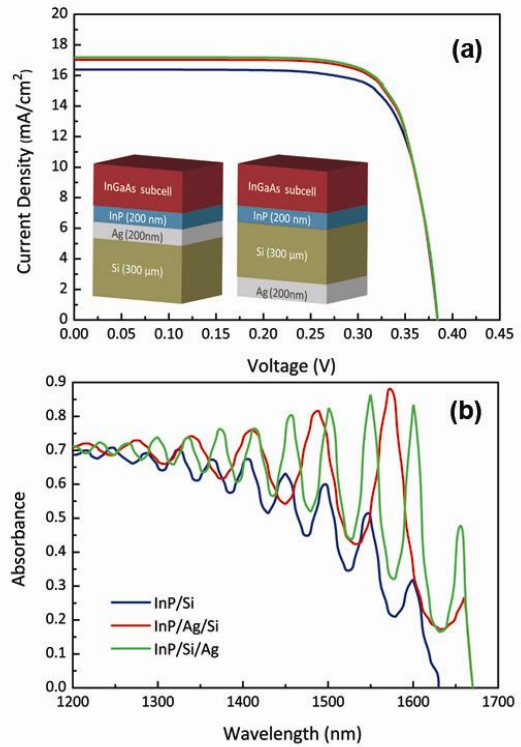 (a)
Current Density (mA/cm²)
18
16
14
12
10
8
6
4
2
0
InGaAs subcell
InP (200 nm)
Ag (200nm)
Si (300 μm)
InGaAs subcell
InP (200 nm)
Si (300 μm)
Ag (200nm)
0.00 0.05 0.10 0.15 0.20 0.25 0.30 0.35 0.40 0.45
Voltage (V)
(b)
Absorbance
0.9
0.8
0.7
0.6
0.5
0.4
0.3
0.2
0.1
0.0
InP/Si
InP/Ag/Si
InP/Si/Ag
1200 1300 1400 1500 1600 1700
Wavelength (nm)